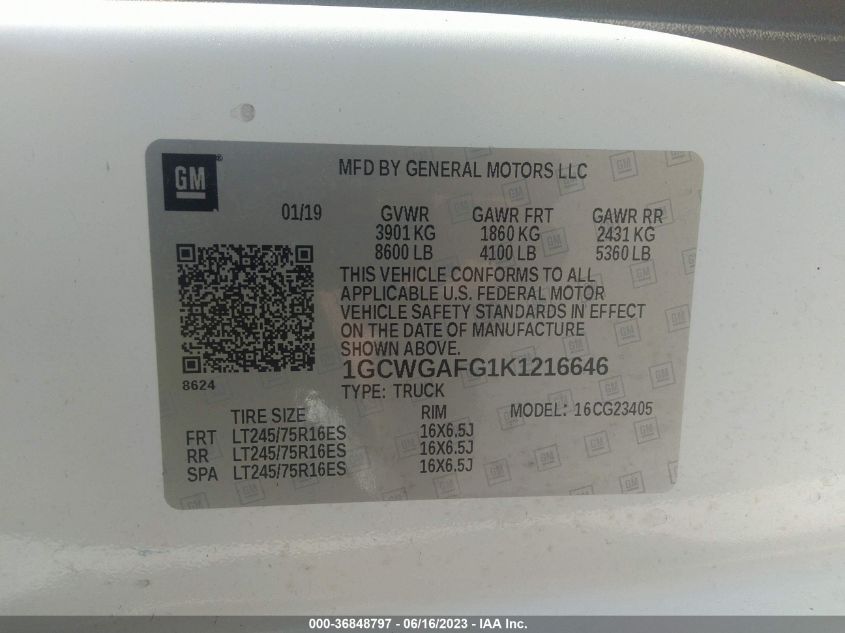 GM
MFD BY GENERAL MOTORS LLC
01/19 GVWR GAWR FRT GAWR RR
3901 KG 1860 KG 2431 KG
8600 LB 4100 LB 5360 LB
THIS VEHICLE CONFORMS TO ALL
APPLICABLE U.S. FEDERAL MOTOR
VEHICLE SAFETY STANDARDS IN EFFECT
ON THE DATE OF MANUFACTURE
SHOWN ABOVE.
8624
1GCWGAFG1K1216646
TYPE: TRUCK
TIRE SIZE RIM MODEL: 16CG23405
FRT LT245/75R16ES 16X6.5J
RR LT245/75R16ES 16X6.5J
SPA LT245/75R16ES 16X6.5J
000-36848797 - 06/16/2023 - IAA Inc.